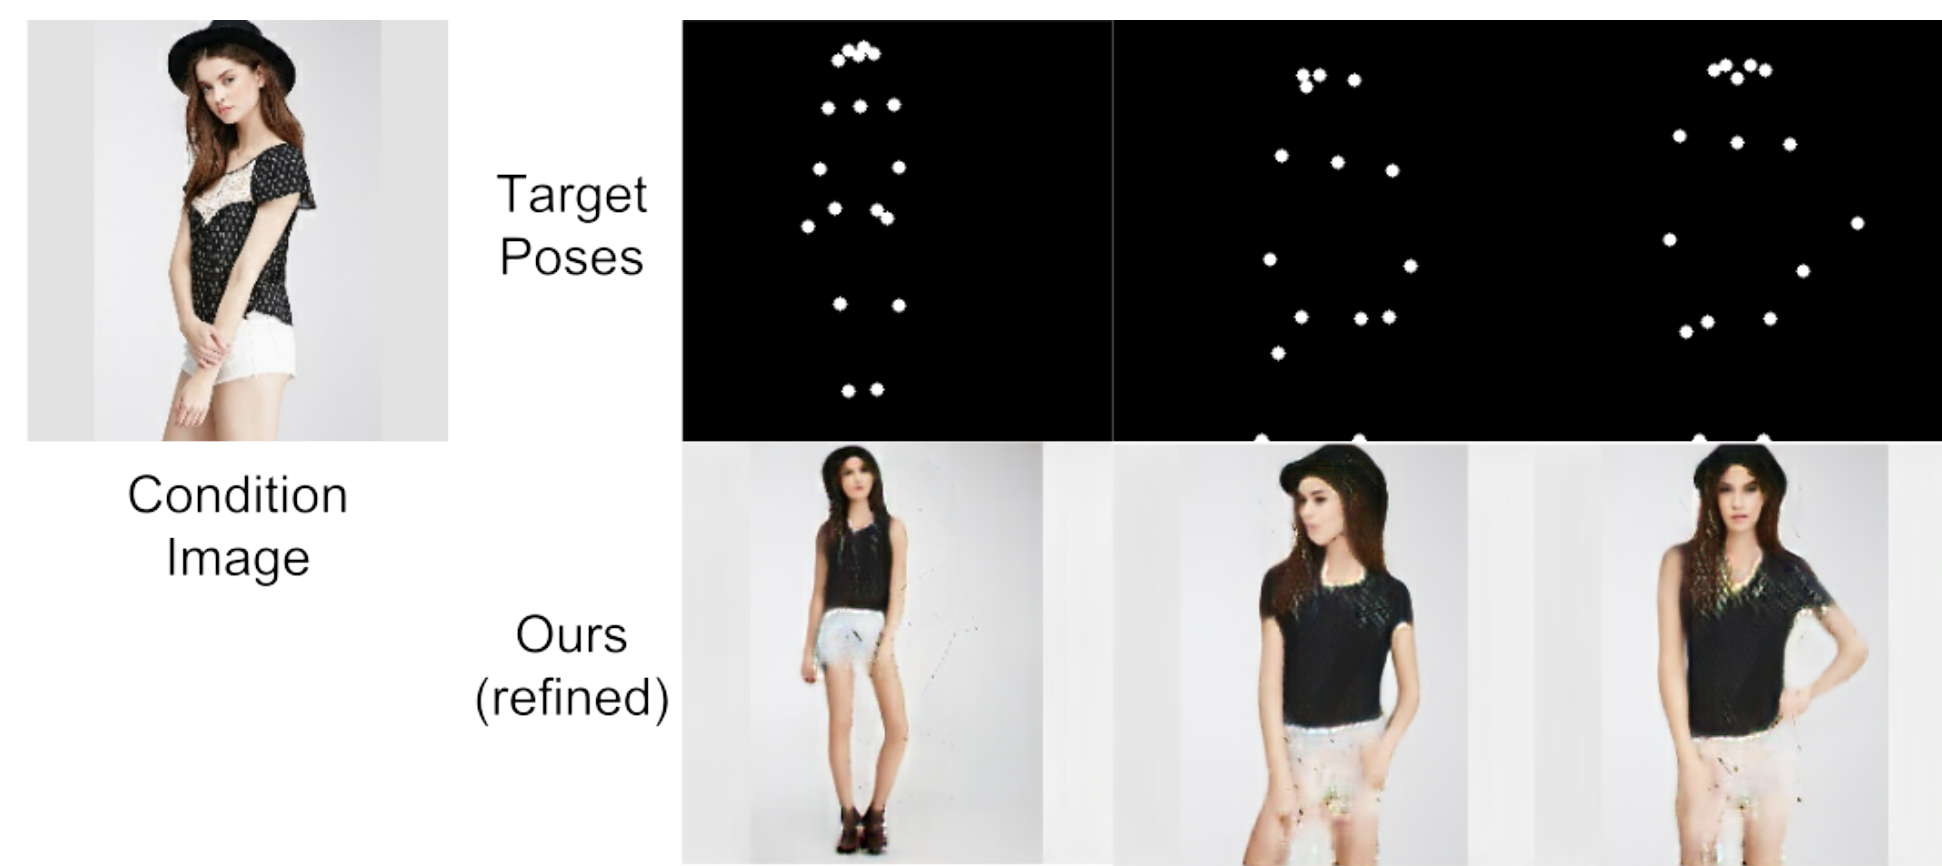 Target
Poses
Condition
Image
Ours
(refined)